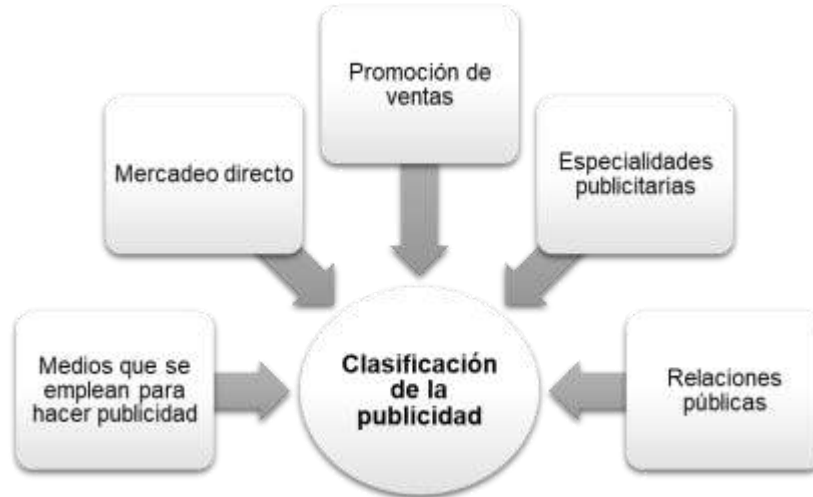 Promoción de
ventas
Mercadeo directo
Especialidades
publicitarias
Medios que se
emplean para
hacer publicidad
Clasificación
de la
publicidad
Relaciones
públicas